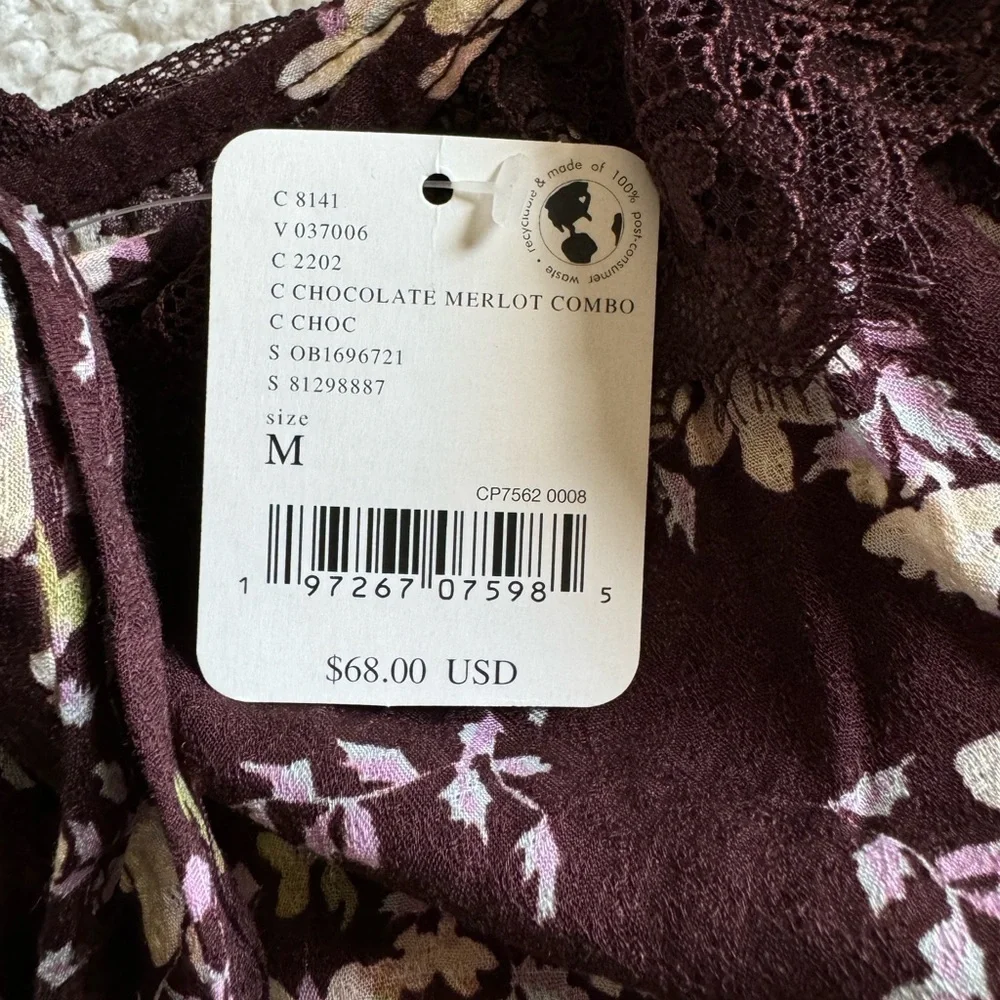 recyclable & made of 100% post-consumer waste •
C 8141
V 037006
C 2202
C CHOCOLATE MERLOT COMBO
C CHOC
S OB1696721
S 81298887
size
M
CP7562 0008
1 97267 07598 5
$68.00 USD